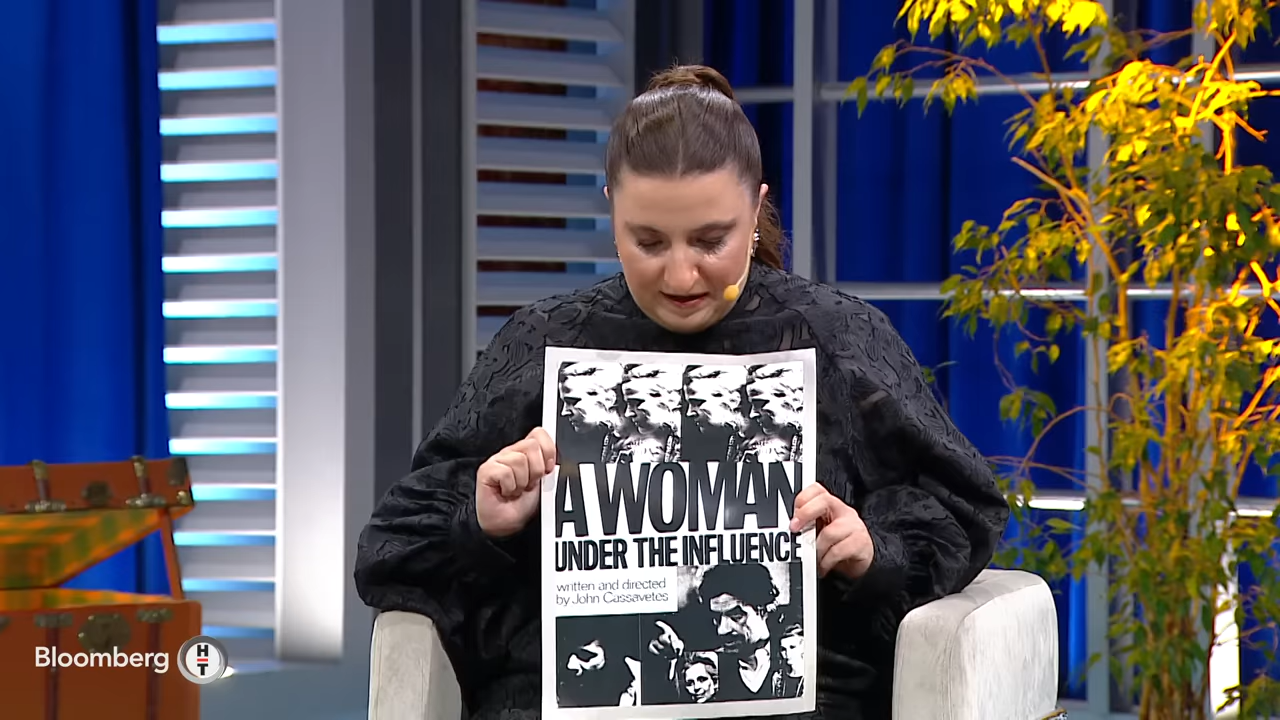 A WOMAN
UNDER THE INFLUENCE
written and directed
by John Cassavetes
Bloomberg HT